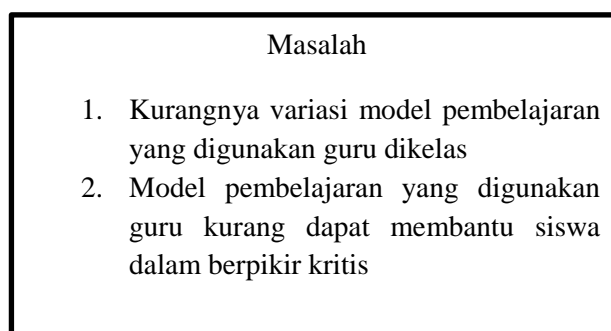 Masalah
1. Kurangnya variasi model pembelajaran
yang digunakan guru dikelas
2. Model pembelajaran yang digunakan
guru kurang dapat membantu siswa
dalam berpikir kritis